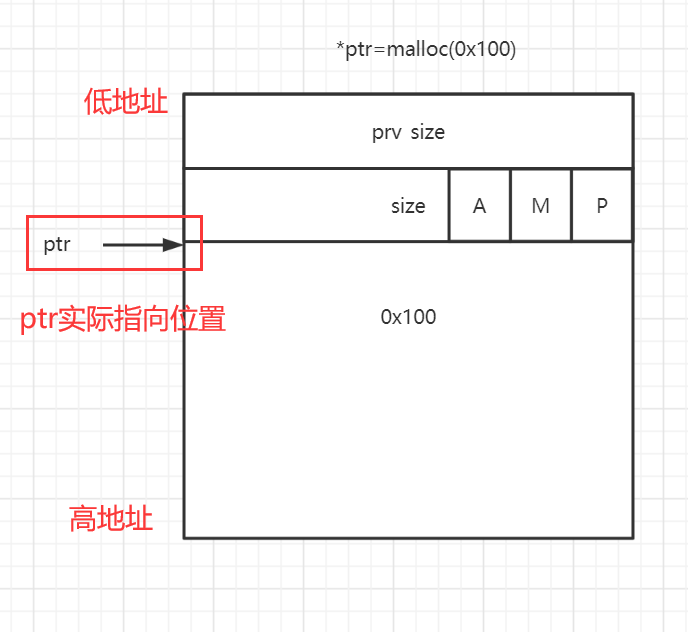 *ptr=malloc(0x100)
低地址
prv size
size A M P
ptr
ptr实际指向位置
0x100
高地址